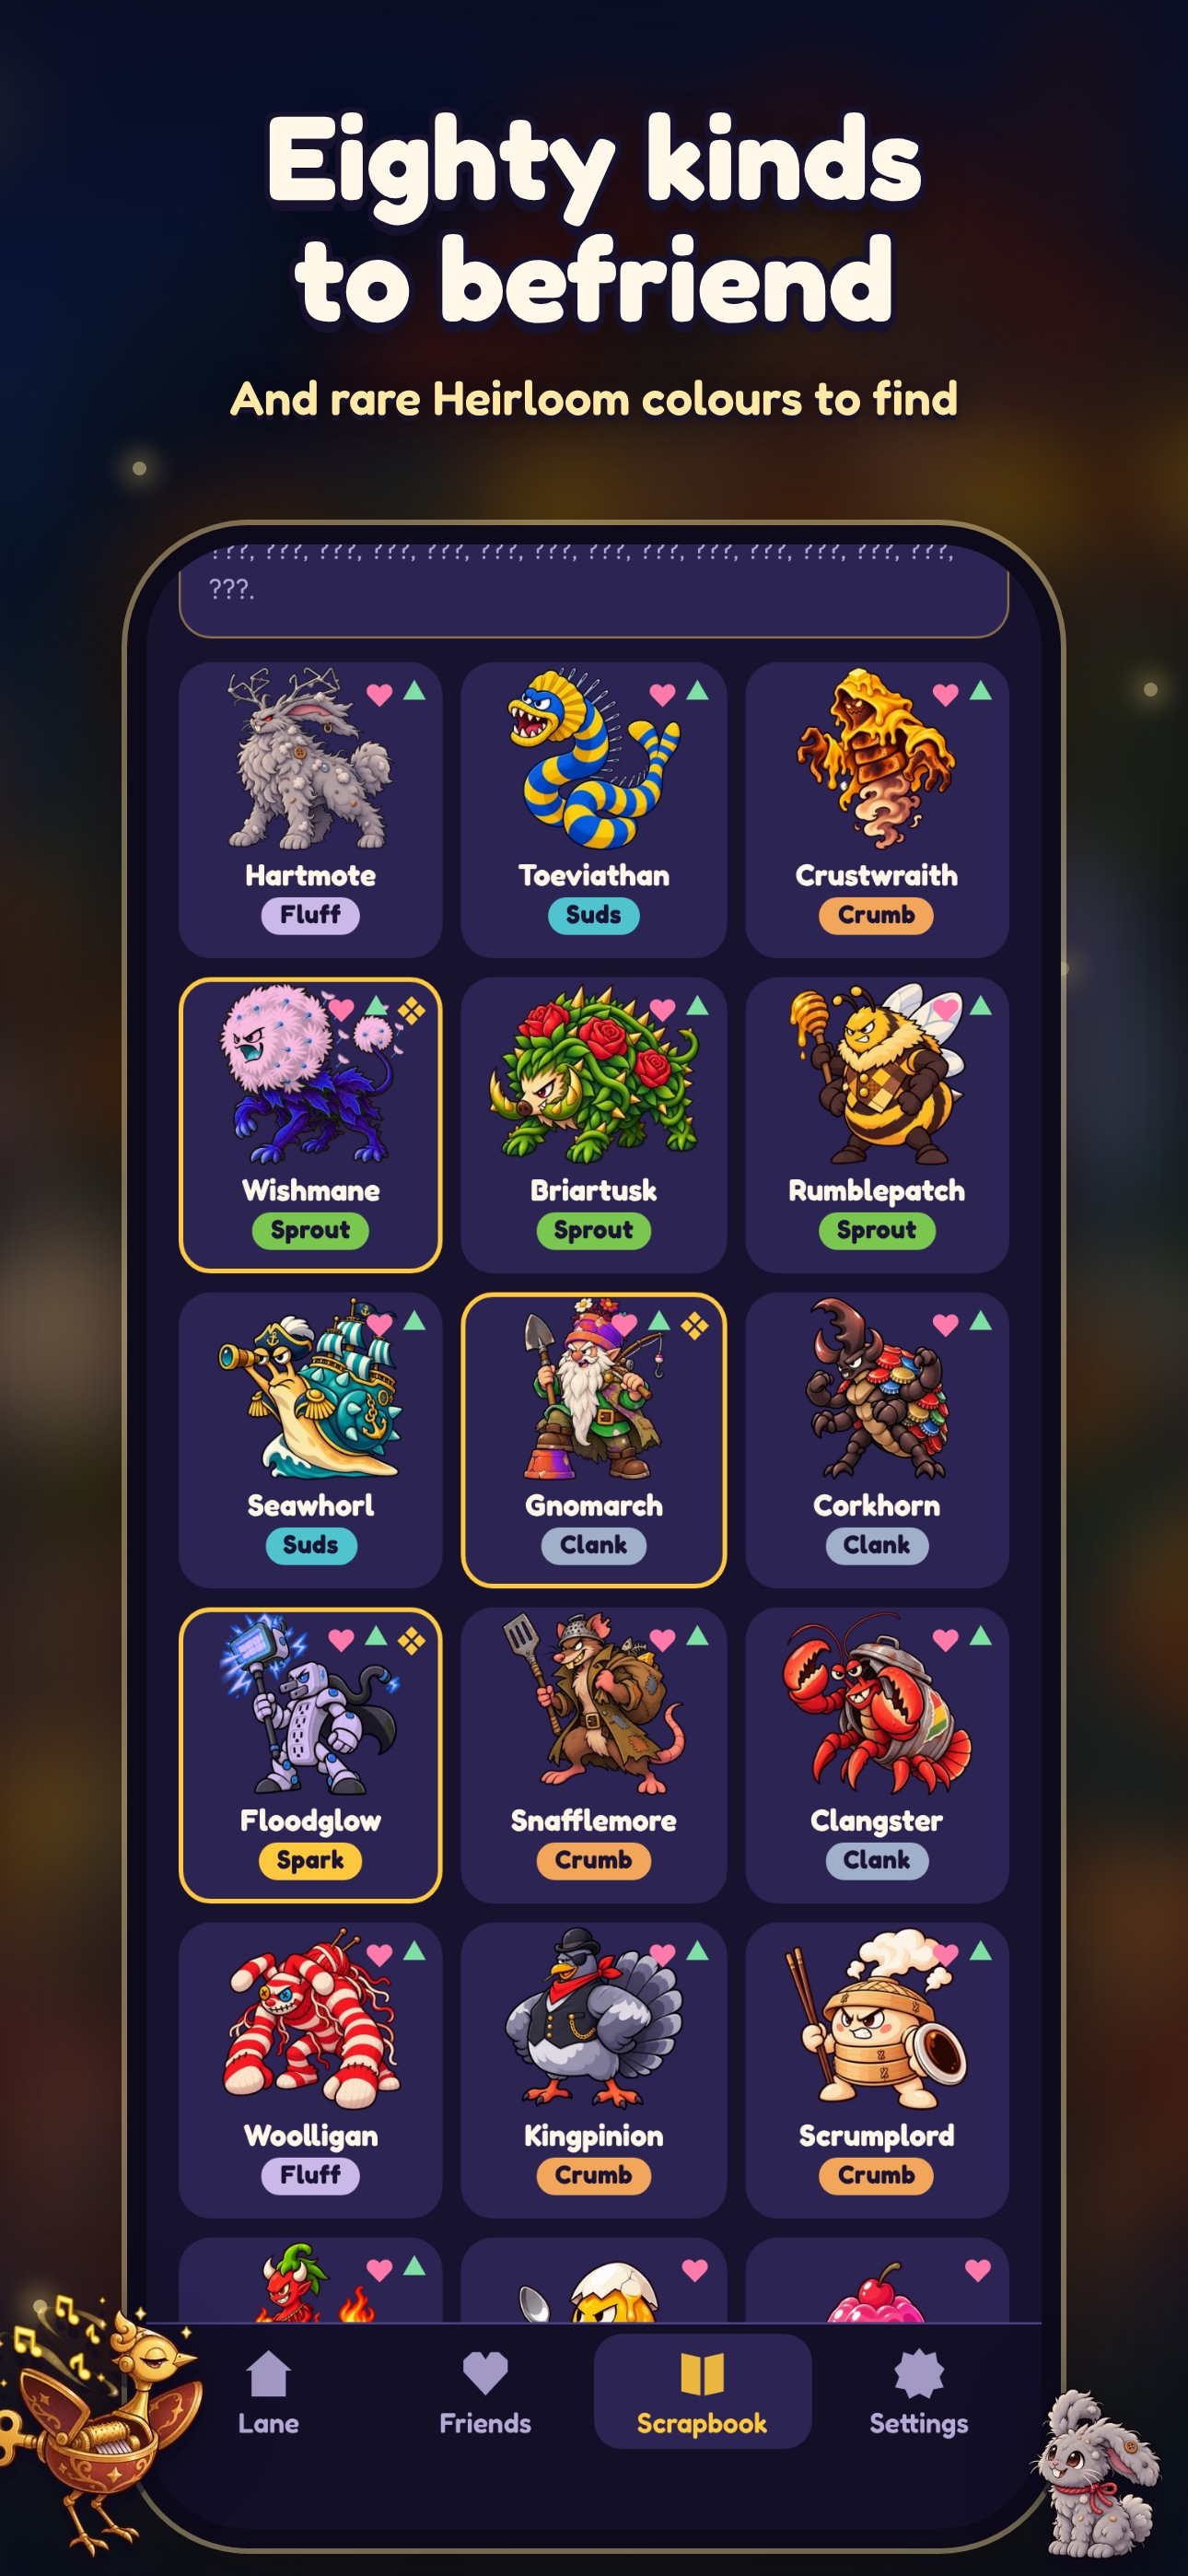 Eighty kinds
to befriend
And rare Heirloom colours to find
???, ???, ???, ???, ???, ???, ???, ???, ???, ???, ???, ???, ???, ???,
???.
Hartmote
Fluff
Toeviathan
Suds
Crustwraith
Crumb
Wishmane
Sprout
Briartusk
Sprout
Rumblepatch
Sprout
Seawhorl
Suds
Gnomarch
Clank
Corkhorn
Clank
Floodglow
Spark
Snafflemore
Crumb
Clangster
Clank
Woolligan
Fluff
Kingpinion
Crumb
Scrumplord
Crumb
Lane
Friends
Scrapbook
Settings